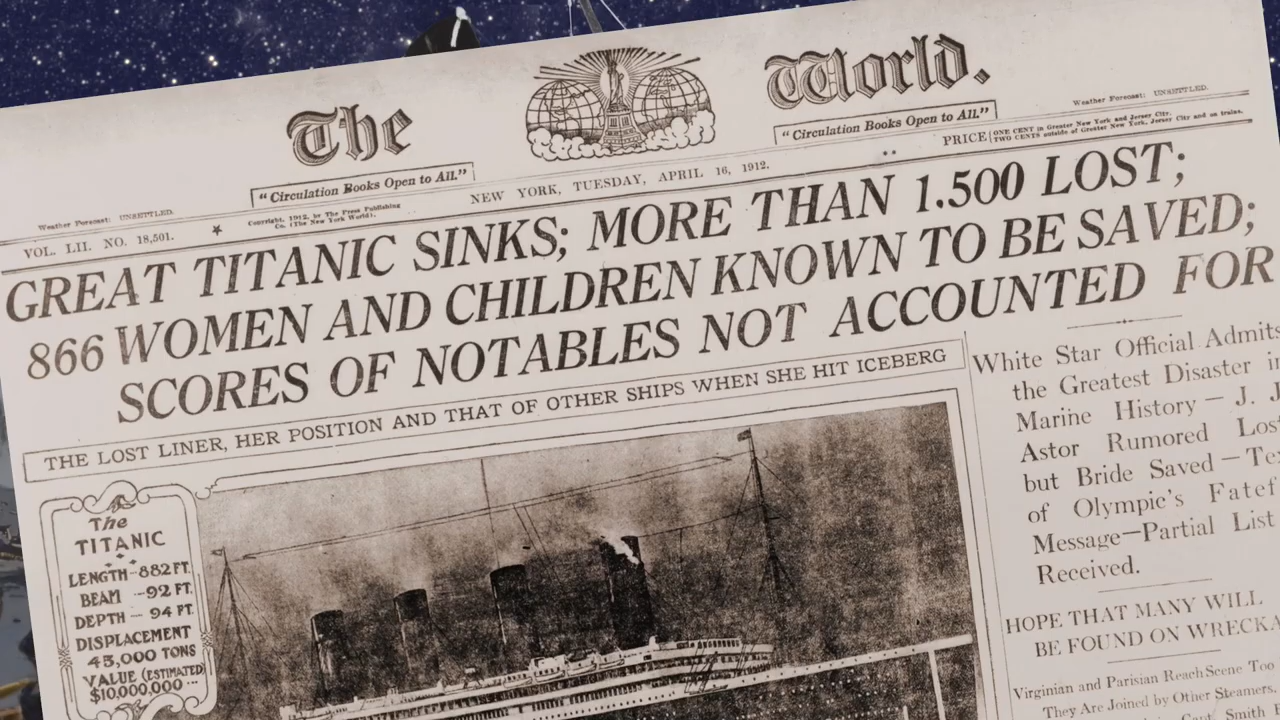 The World.
"Circulation Books Open to All."
"Circulation Books Open to All."
Weather Forecast: UNSETTLED.
Weather Forecast: UNSETTLED.
VOL. LII. NO. 18,501.
Copyright, 1912, by The Press Publishing
Co. (The New York World).
NEW YORK, TUESDAY, APRIL 16, 1912.
PRICE
ONE CENT in Greater New York and Jersey City.
TWO CENTS outside of Greater New York, Jersey City and on trains.
GREAT TITANIC SINKS; MORE THAN 1.500 LOST;
866 WOMEN AND CHILDREN KNOWN TO BE SAVED;
SCORES OF NOTABLES NOT ACCOUNTED FOR
THE LOST LINER, HER POSITION AND THAT OF OTHER SHIPS WHEN SHE HIT ICEBERG
The
TITANIC
LENGTH-882 FT.
BEAM -92 FT.
DEPTH - 94 FT.
DISPLACEMENT
45,000 TONS
VALUE (ESTIMATED)
$10,000,000
White Star Official Admits
the Greatest Disaster in
Marine History — J. J.
Astor Rumored Lost
but Bride Saved — Te
of Olympic's Fatef
Message—Partial List
Received.
HOPE THAT MANY WILL
BE FOUND ON WRECKA
Virginian and Parisian Reach Scene Too
They Are Joined by Other Steamers,
Smith